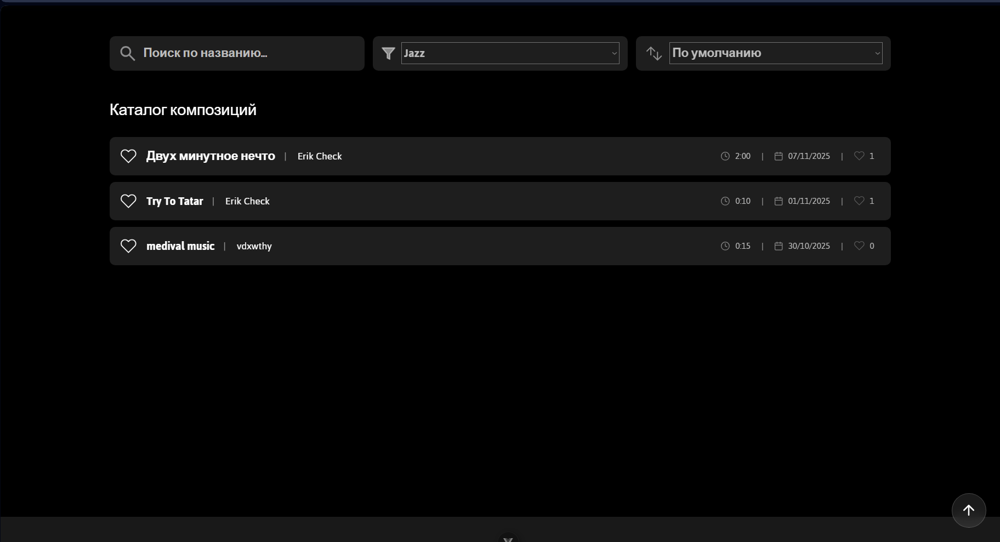 Поиск по названию...
Jazz
По умолчанию
Каталог композиций
Двух минутное нечто | Erik Check 2:00 | 07/11/2025 | 1
Try To Tatar | Erik Check 0:10 | 01/11/2025 | 1
medival music | vdxwthy 0:15 | 30/10/2025 | 0